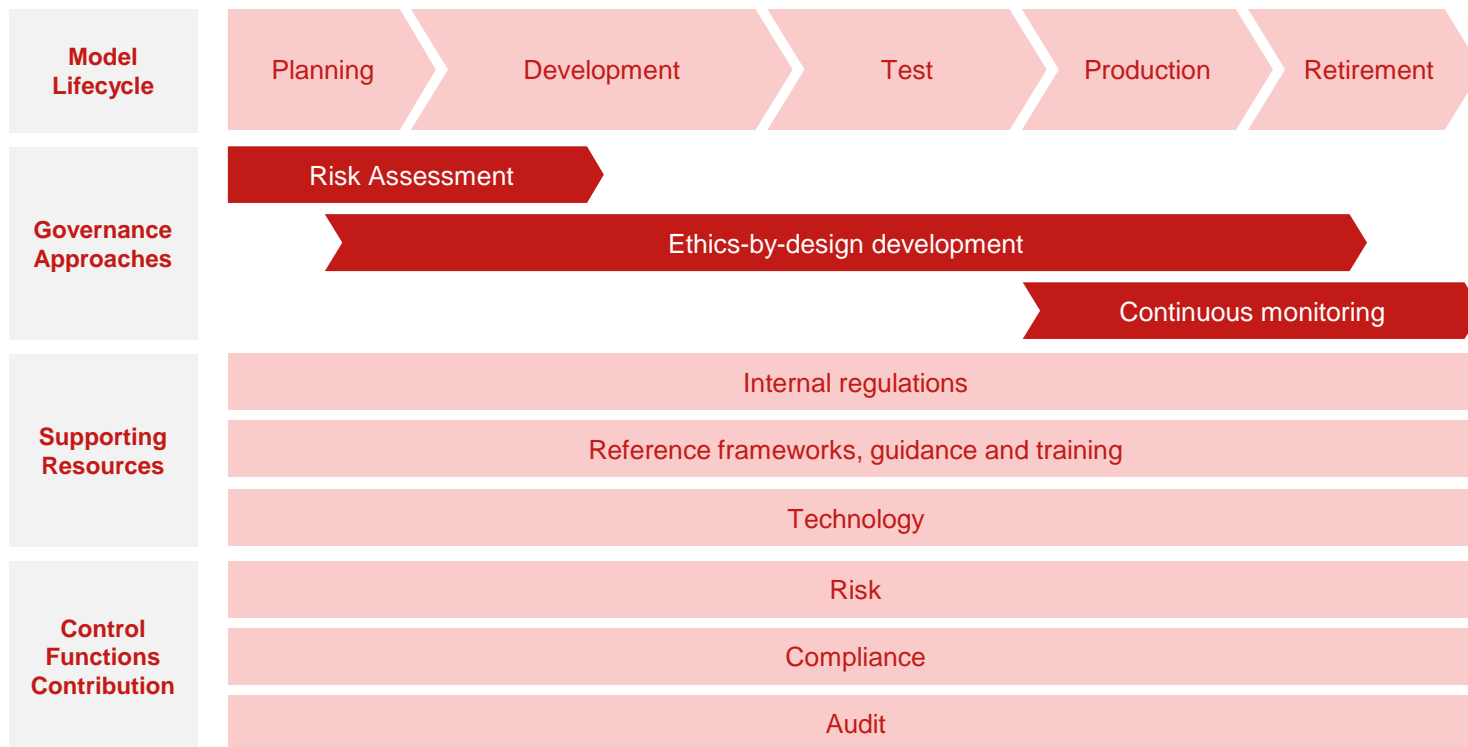 Model
Lifecycle
Planning
Development
Test
Production
Retirement
Governance
Approaches
Risk Assessment
Ethics-by-design development
Continuous monitoring
Supporting
Resources
Internal regulations
Reference frameworks, guidance and training
Technology
Control
Functions
Contribution
Risk
Compliance
Audit